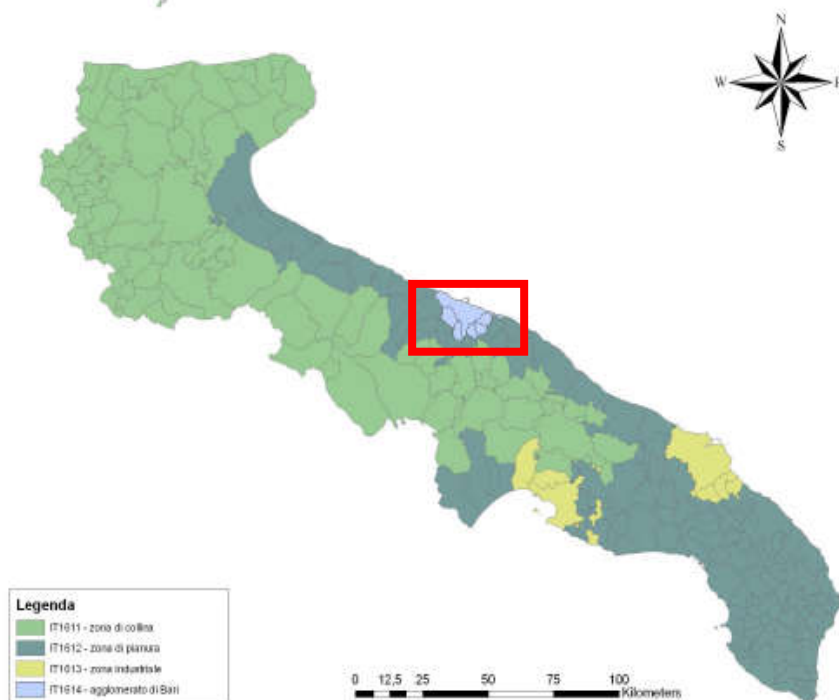 N
W
E
S
Legenda
IT1611 - zona di collina
IT1612 - zona di pianura
IT1613 - zona industriale
IT1614 - agglomerato di Bari
0 12,5 25 50 75 100
Kilometers